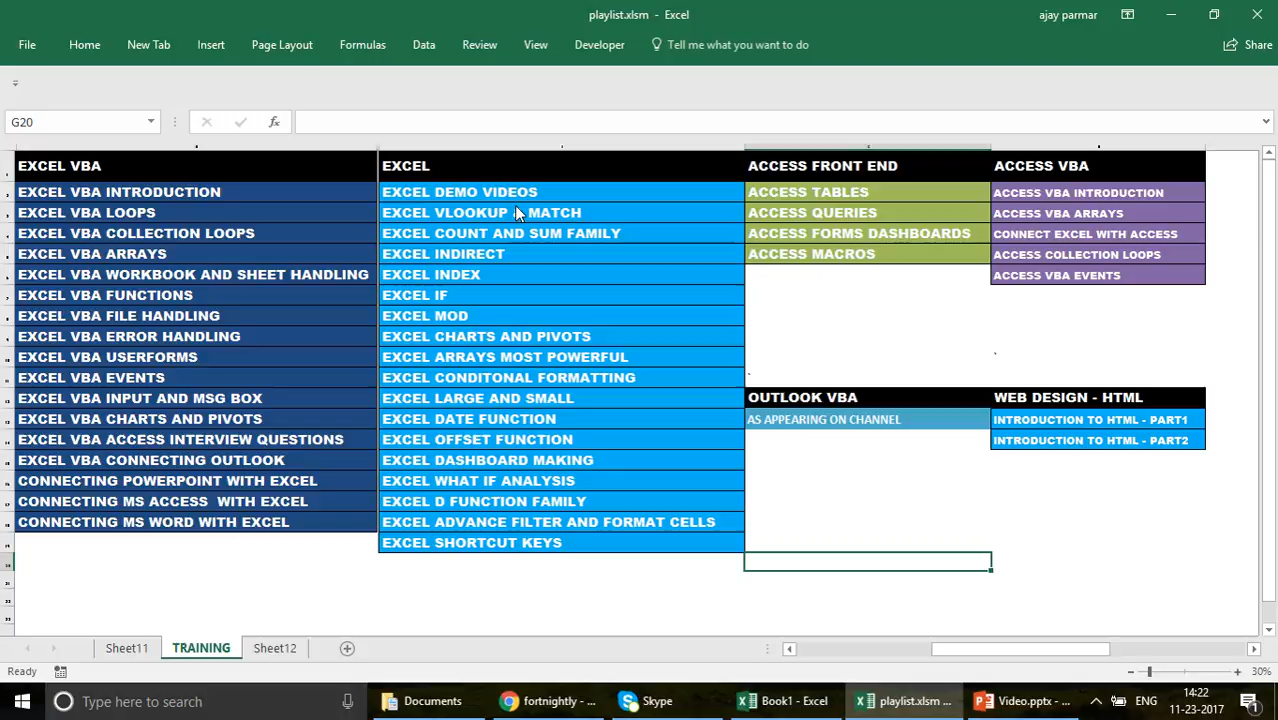 playlist.xlsm - Excel
ajay parmar
File Home New Tab Insert Page Layout Formulas Data Review View Developer Tell me what you want to do Share
G20
EXCEL VBA
EXCEL VBA INTRODUCTION
EXCEL VBA LOOPS
EXCEL VBA COLLECTION LOOPS
EXCEL VBA ARRAYS
EXCEL VBA WORKBOOK AND SHEET HANDLING
EXCEL VBA FUNCTIONS
EXCEL VBA FILE HANDLING
EXCEL VBA ERROR HANDLING
EXCEL VBA USERFORMS
EXCEL VBA EVENTS
EXCEL VBA INPUT AND MSG BOX
EXCEL VBA CHARTS AND PIVOTS
EXCEL VBA ACCESS INTERVIEW QUESTIONS
EXCEL VBA CONNECTING OUTLOOK
CONNECTING POWERPOINT WITH EXCEL
CONNECTING MS ACCESS WITH EXCEL
CONNECTING MS WORD WITH EXCEL
EXCEL
EXCEL DEMO VIDEOS
EXCEL VLOOKUP MATCH
EXCEL COUNT AND SUM FAMILY
EXCEL INDIRECT
EXCEL INDEX
EXCEL IF
EXCEL MOD
EXCEL CHARTS AND PIVOTS
EXCEL ARRAYS MOST POWERFUL
EXCEL CONDITONAL FORMATTING
EXCEL LARGE AND SMALL
EXCEL DATE FUNCTION
EXCEL OFFSET FUNCTION
EXCEL DASHBOARD MAKING
EXCEL WHAT IF ANALYSIS
EXCEL D FUNCTION FAMILY
EXCEL ADVANCE FILTER AND FORMAT CELLS
EXCEL SHORTCUT KEYS
ACCESS FRONT END
ACCESS TABLES
ACCESS QUERIES
ACCESS FORMS DASHBOARDS
ACCESS MACROS
ACCESS VBA
ACCESS VBA INTRODUCTION
ACCESS VBA ARRAYS
CONNECT EXCEL WITH ACCESS
ACCESS COLLECTION LOOPS
ACCESS VBA EVENTS
OUTLOOK VBA
AS APPEARING ON CHANNEL
WEB DESIGN - HTML
INTRODUCTION TO HTML - PART1
INTRODUCTION TO HTML - PART2
Sheet11 TRAINING Sheet12
Ready
30%
Type here to search
Documents
fortnightly - ...
Skype
Book1 - Excel
playlist.xlsm ...
Video.pptx - ...
ENG
14:22
11-23-2017
1